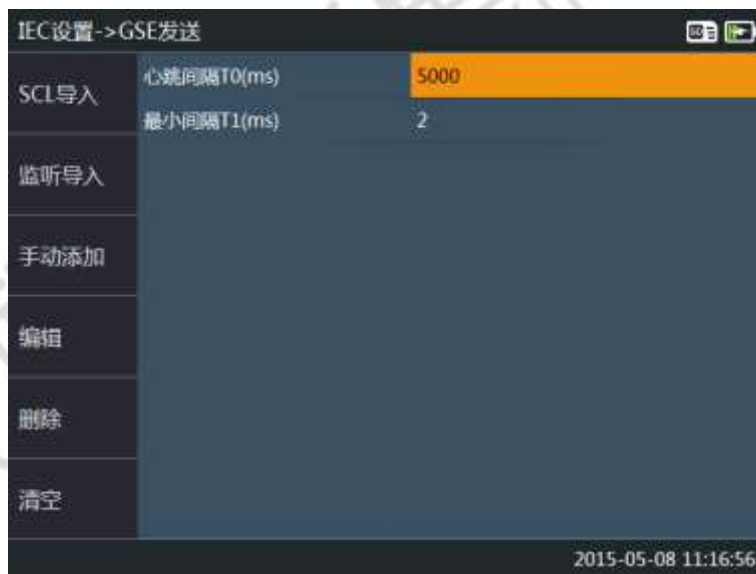 IEC设置->GSE发送
SCL导入
心跳间隔T0(ms) 5000
最小间隔T1(ms) 2
监听导入
手动添加
编辑
删除
清空
2015-05-08 11:16:56